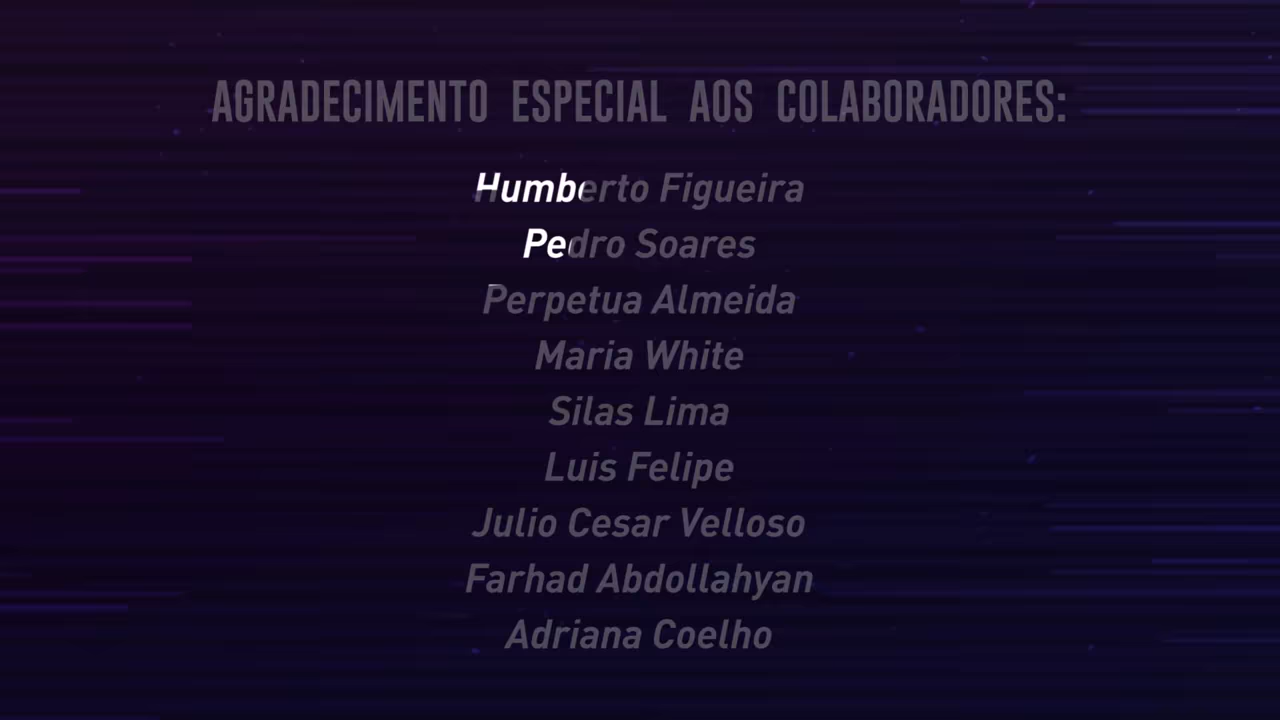 AGRADECIMENTO ESPECIAL AOS COLABORADORES:
Humberto Figueira
Pedro Soares
Perpetua Almeida
Maria White
Silas Lima
Luis Felipe
Julio Cesar Velloso
Farhad Abdollahyan
Adriana Coelho